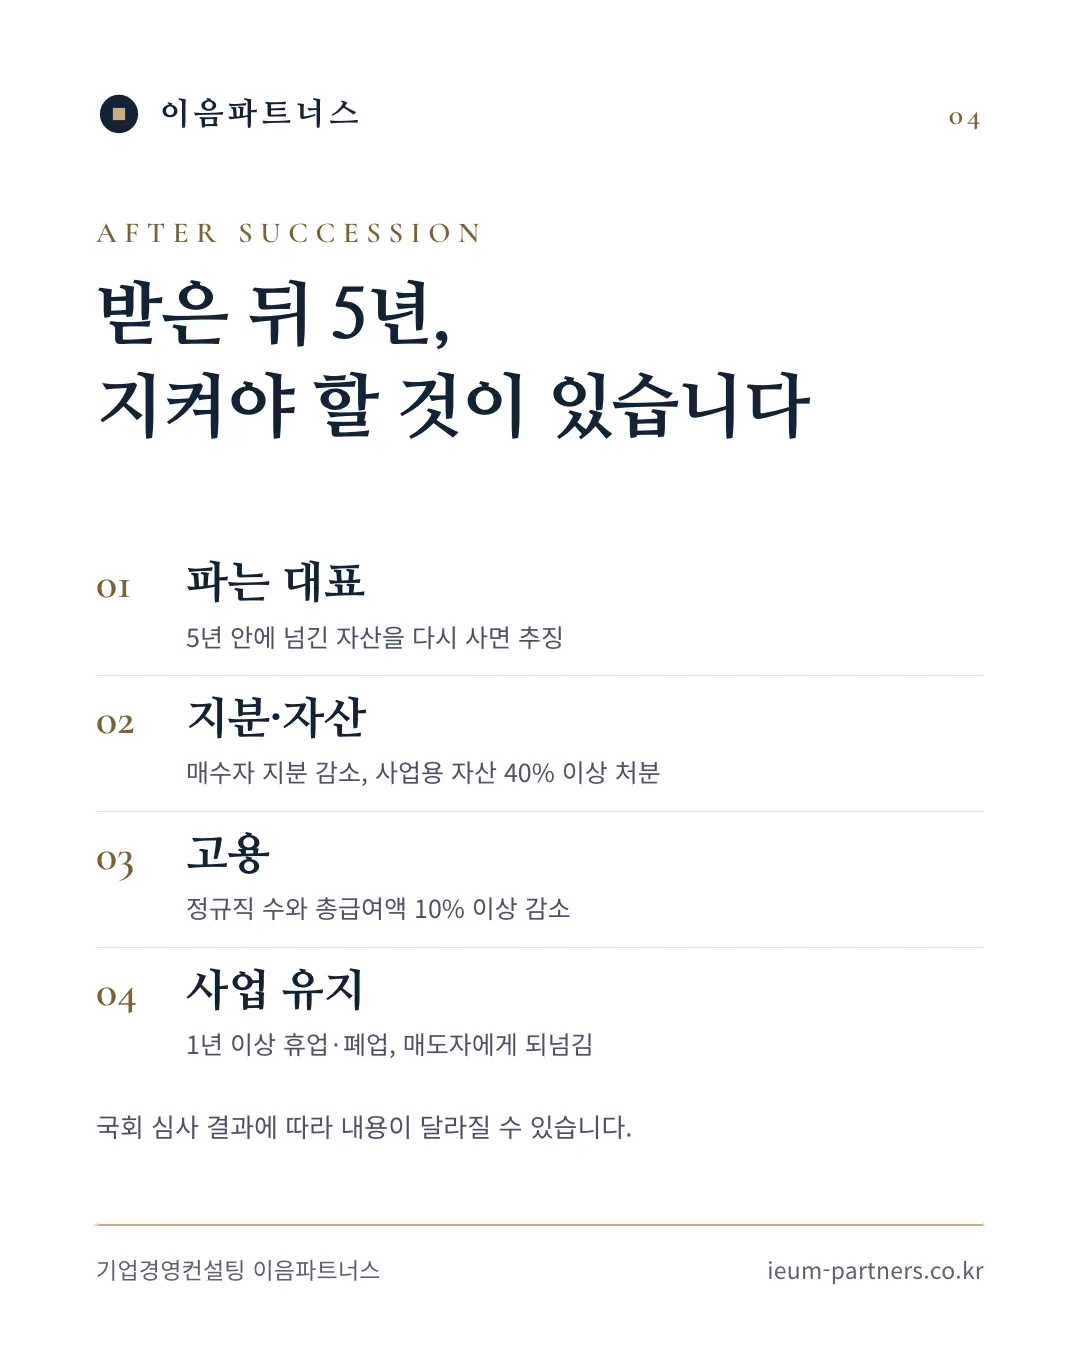 이음파트너스
04
AFTER SUCCESSION
받은 뒤 5년,
지켜야 할 것이 있습니다
01
파는 대표
5년 안에 넘긴 자산을 다시 사면 추징
02
지분·자산
매수자 지분 감소, 사업용 자산 40% 이상 처분
03
고용
정규직 수와 총급여액 10% 이상 감소
04
사업 유지
1년 이상 휴업·폐업, 매도자에게 되넘김
국회 심사 결과에 따라 내용이 달라질 수 있습니다.
기업경영컨설팅 이음파트너스
ieum-partners.co.kr